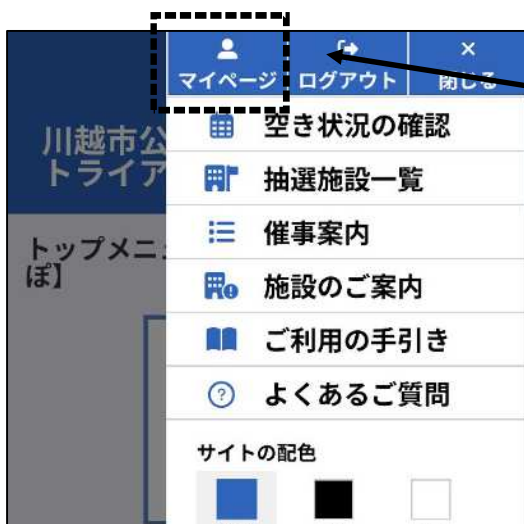 マイページ ログアウト 閉じる
空き状況の確認
川越市公
トライア
抽選施設一覧
催事案内
トップメニュ
ぽ】
施設のご案内
ご利用の手引き
よくあるご質問
サイトの配色